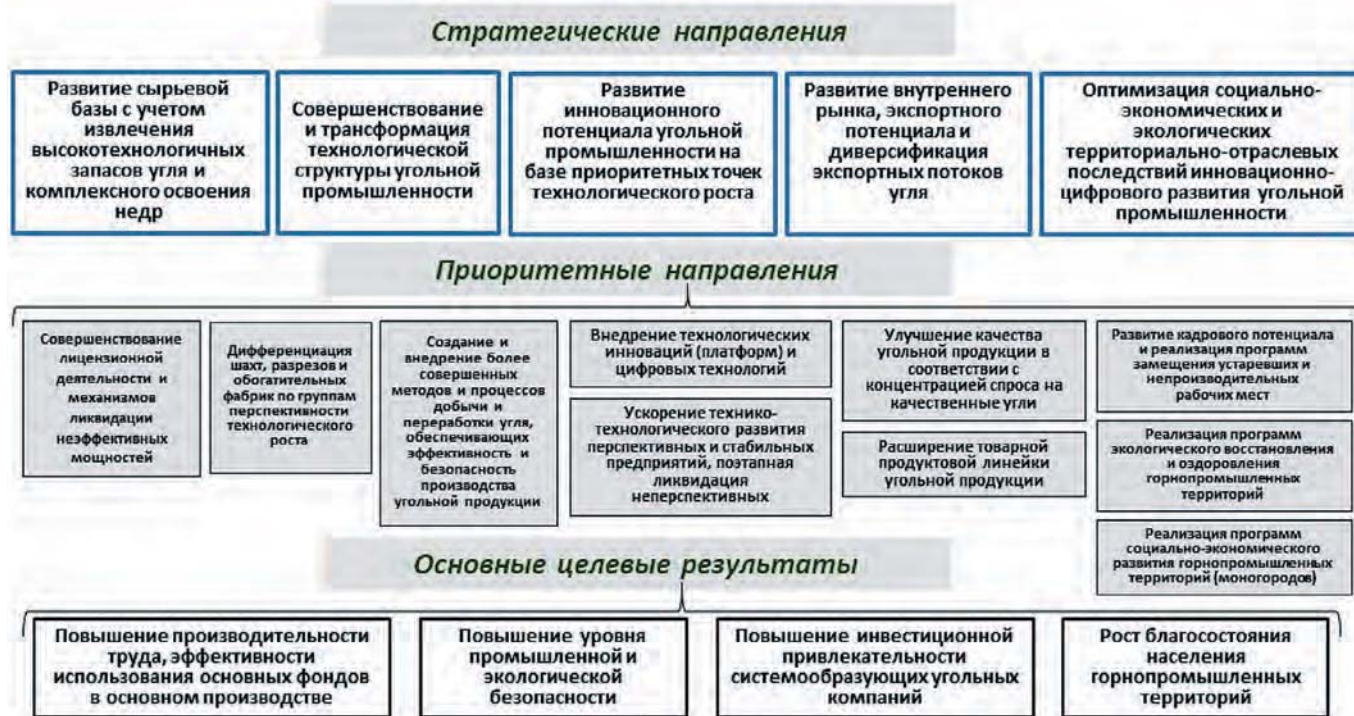 Стратегические направления
Развитие сырьевой
базы с учетом
извлечения
высокотехнологичных
запасов угля и
комплексного освоения
недр
Совершенствование
и трансформация
технологической
структуры угольной
промышленности
Развитие
инновационного
потенциала угольной
промышленности на
базе приоритетных точек
технологического роста
Развитие внутреннего
рынка, экспортного
потенциала и
диверсификация
экспортных потоков
угля
Оптимизация социально-
экономических и
экологических
территориально-отраслевых
последствий инновационно-
цифрового развития угольной
промышленности
Приоритетные направления
Совершенствование
лицензионной
деятельности и
механизмов
ликвидации
неэффективных
мощностей
Дифференциация
шахт, разрезов и
обогатительных
фабрик по группам
перспективности
технологического
роста
Создание и
внедрение более
совершенных
методов и процессов
добычи и
переработки угля,
обеспечивающих
эффективность и
безопасность
производства
угольной продукции
Внедрение технологических
инноваций (платформ) и
цифровых технологий
Ускорение технико-
технологического развития
перспективных и стабильных
предприятий, поэтапная
ликвидация
неперспективных
Улучшение качества
угольной продукции в
соответствии с
концентрацией спроса на
качественные угли
Расширение товарной
продуктовой линейки
угольной продукции
Развитие кадрового потенциала
и реализация программ
замещения устаревших и
непроизводительных
рабочих мест
Реализация программ
экологического восстановления
и оздоровления
горнопромышленных
территорий
Реализация программ
социально-экономического
развития горнопромышленных
территорий (моногородов)
Основные целевые результаты
Повышение производительности
труда, эффективности
использования основных фондов
в основном производстве
Повышение уровня
промышленной и
экологической
безопасности
Повышение инвестиционной
привлекательности
системообразующих угольных
компаний
Рост благосостояния
населения
горнопромышленных
территорий